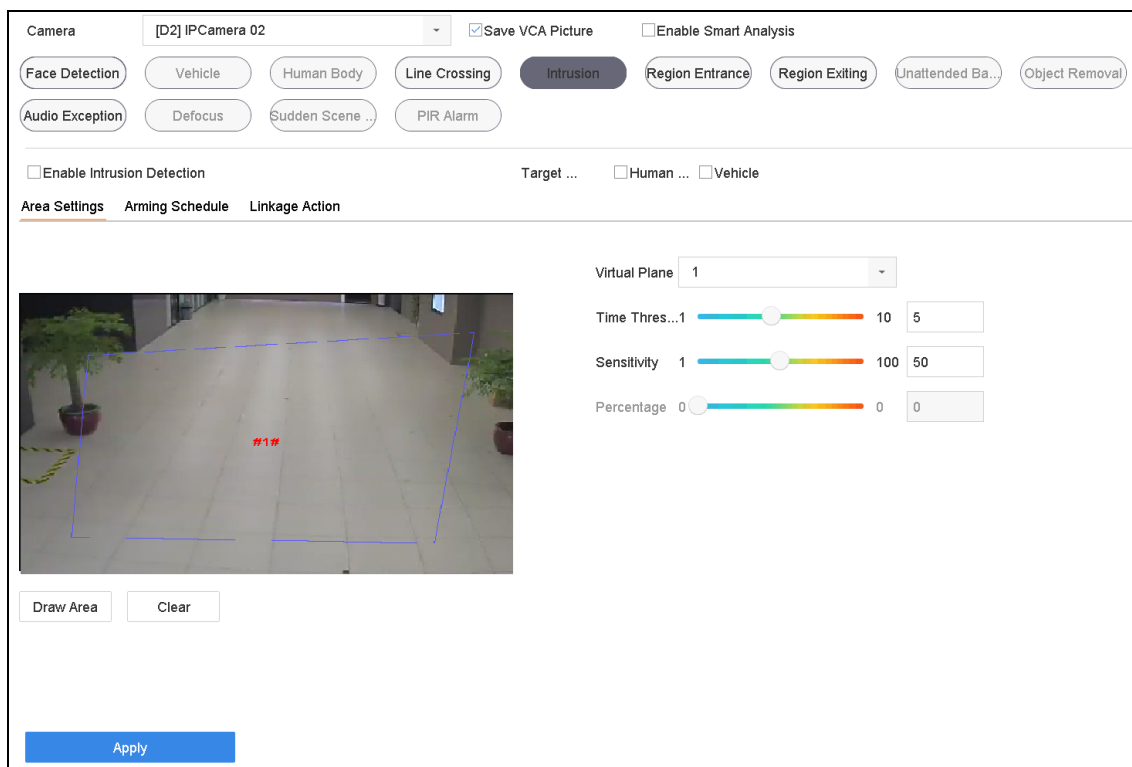 Camera [D2] IPCamera 02 Save VCA Picture Enable Smart Analysis
Face Detection Vehicle Human Body Line Crossing Intrusion Region Entrance Region Exiting Unattended Ba... Object Removal
Audio Exception Defocus Sudden Scene ... PIR Alarm
Enable Intrusion Detection Target ... Human ... Vehicle
Area Settings Arming Schedule Linkage Action
Virtual Plane 1
Time Thres...1 10 5
Sensitivity 1 100 50
Percentage 0 0 0
#1#
Draw Area Clear
Apply